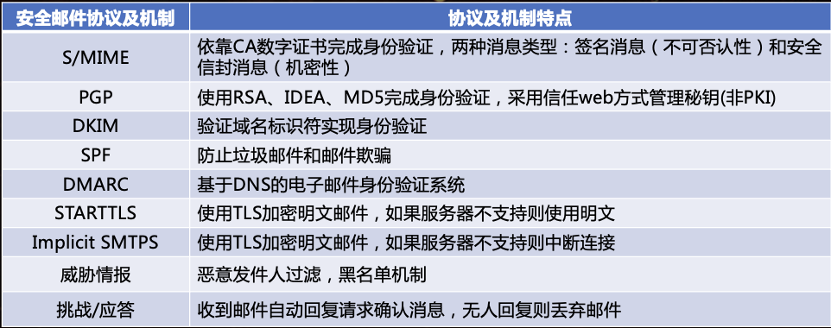 安全邮件协议及机制 协议及机制特点
S/MIME 依靠CA数字证书完成身份验证，两种消息类型：签名消息（不可否认性）和安全
信封消息（机密性）
PGP 使用RSA、IDEA、MD5完成身份验证，采用信任web方式管理秘钥(非PKI)
DKIM 验证域名标识符实现身份验证
SPF 防止垃圾邮件和邮件欺骗
DMARC 基于DNS的电子邮件身份验证系统
STARTTLS 使用TLS加密明文邮件，如果服务器不支持则使用明文
Implicit SMTPS 使用TLS加密明文邮件，如果服务器不支持则中断连接
威胁情报 恶意发件人过滤，黑名单机制
挑战/应答 收到邮件自动回复请求确认消息，无人回复则丢弃邮件